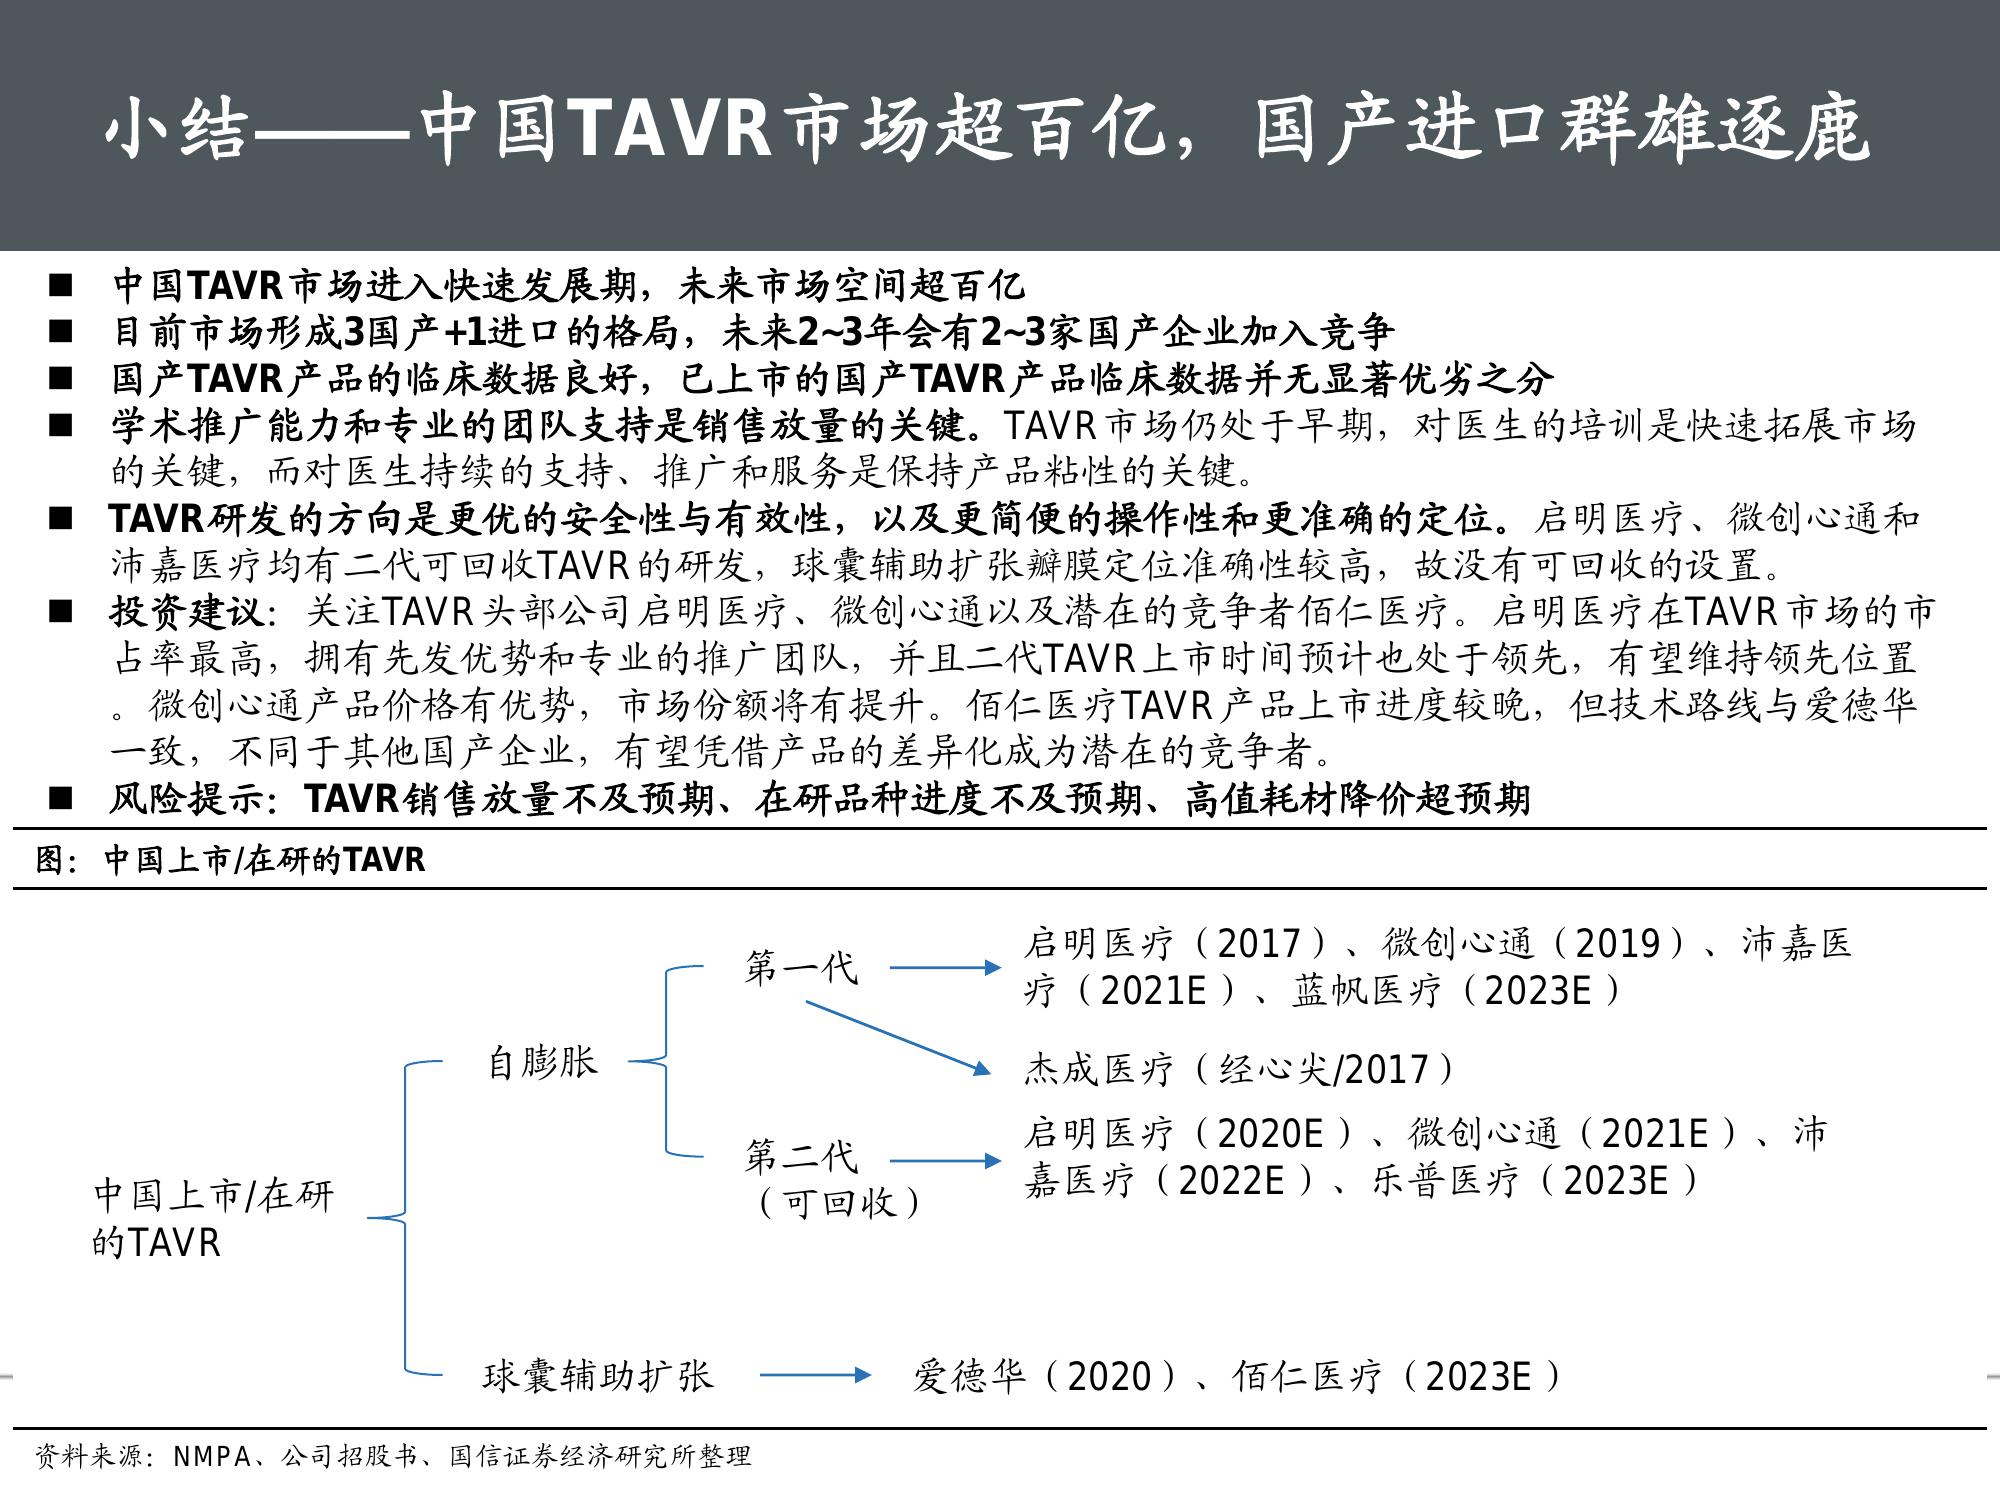 小结——中国TAVR市场超百亿，国产进口群雄逐鹿
■ 中国TAVR市场进入快速发展期，未来市场空间超百亿
■ 目前市场形成3国产+1进口的格局，未来2~3年会有2~3家国产企业加入竞争
■ 国产TAVR产品的临床数据良好，已上市的国产TAVR产品临床数据并无显著优劣之分
■ 学术推广能力和专业的团队支持是销售放量的关键。TAVR市场仍处于早期，对医生的培训是快速拓展市场
的关键，而对医生持续的支持、推广和服务是保持产品粘性的关键。
■ TAVR研发的方向是更优的安全性与有效性，以及更简便的操作性和更准确的定位。启明医疗、微创心通和
沛嘉医疗均有二代可回收TAVR的研发，球囊辅助扩张瓣膜定位准确性较高，故没有可回收的设置。
■ 投资建议：关注TAVR头部公司启明医疗、微创心通以及潜在的竞争者佰仁医疗。启明医疗在TAVR市场的市
占率最高，拥有先发优势和专业的推广团队，并且二代TAVR上市时间预计也处于领先，有望维持领先位置
。微创心通产品价格有优势，市场份额将有提升。佰仁医疗TAVR产品上市进度较晚，但技术路线与爱德华
一致，不同于其他国产企业，有望凭借产品的差异化成为潜在的竞争者。
■ 风险提示：TAVR销售放量不及预期、在研品种进度不及预期、高值耗材降价超预期
图：中国上市/在研的TAVR
中国上市/在研
的TAVR
自膨胀
第一代
启明医疗（2017）、微创心通（2019）、沛嘉医
疗（2021E）、蓝帆医疗（2023E）
杰成医疗（经心尖/2017）
第二代
（可回收）
启明医疗（2020E）、微创心通（2021E）、沛
嘉医疗（2022E）、乐普医疗（2023E）
球囊辅助扩张
爱德华（2020）、佰仁医疗（2023E）
资料来源：NMPA、公司招股书、国信证券经济研究所整理